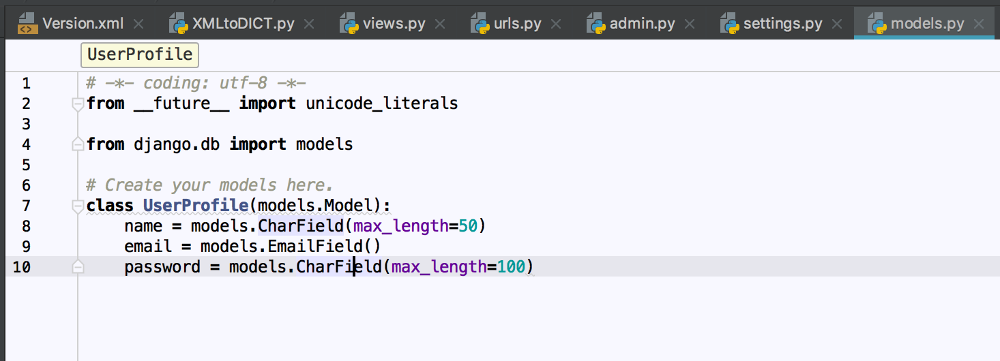 Version.xml XMLtoDICT.py views.py urls.py admin.py settings.py models.py
UserProfile
1 # -*- coding: utf-8 -*-
2 from __future__ import unicode_literals
3
4 from django.db import models
5
6 # Create your models here.
7 class UserProfile(models.Model):
8     name = models.CharField(max_length=50)
9     email = models.EmailField()
10     password = models.CharField(max_length=100)